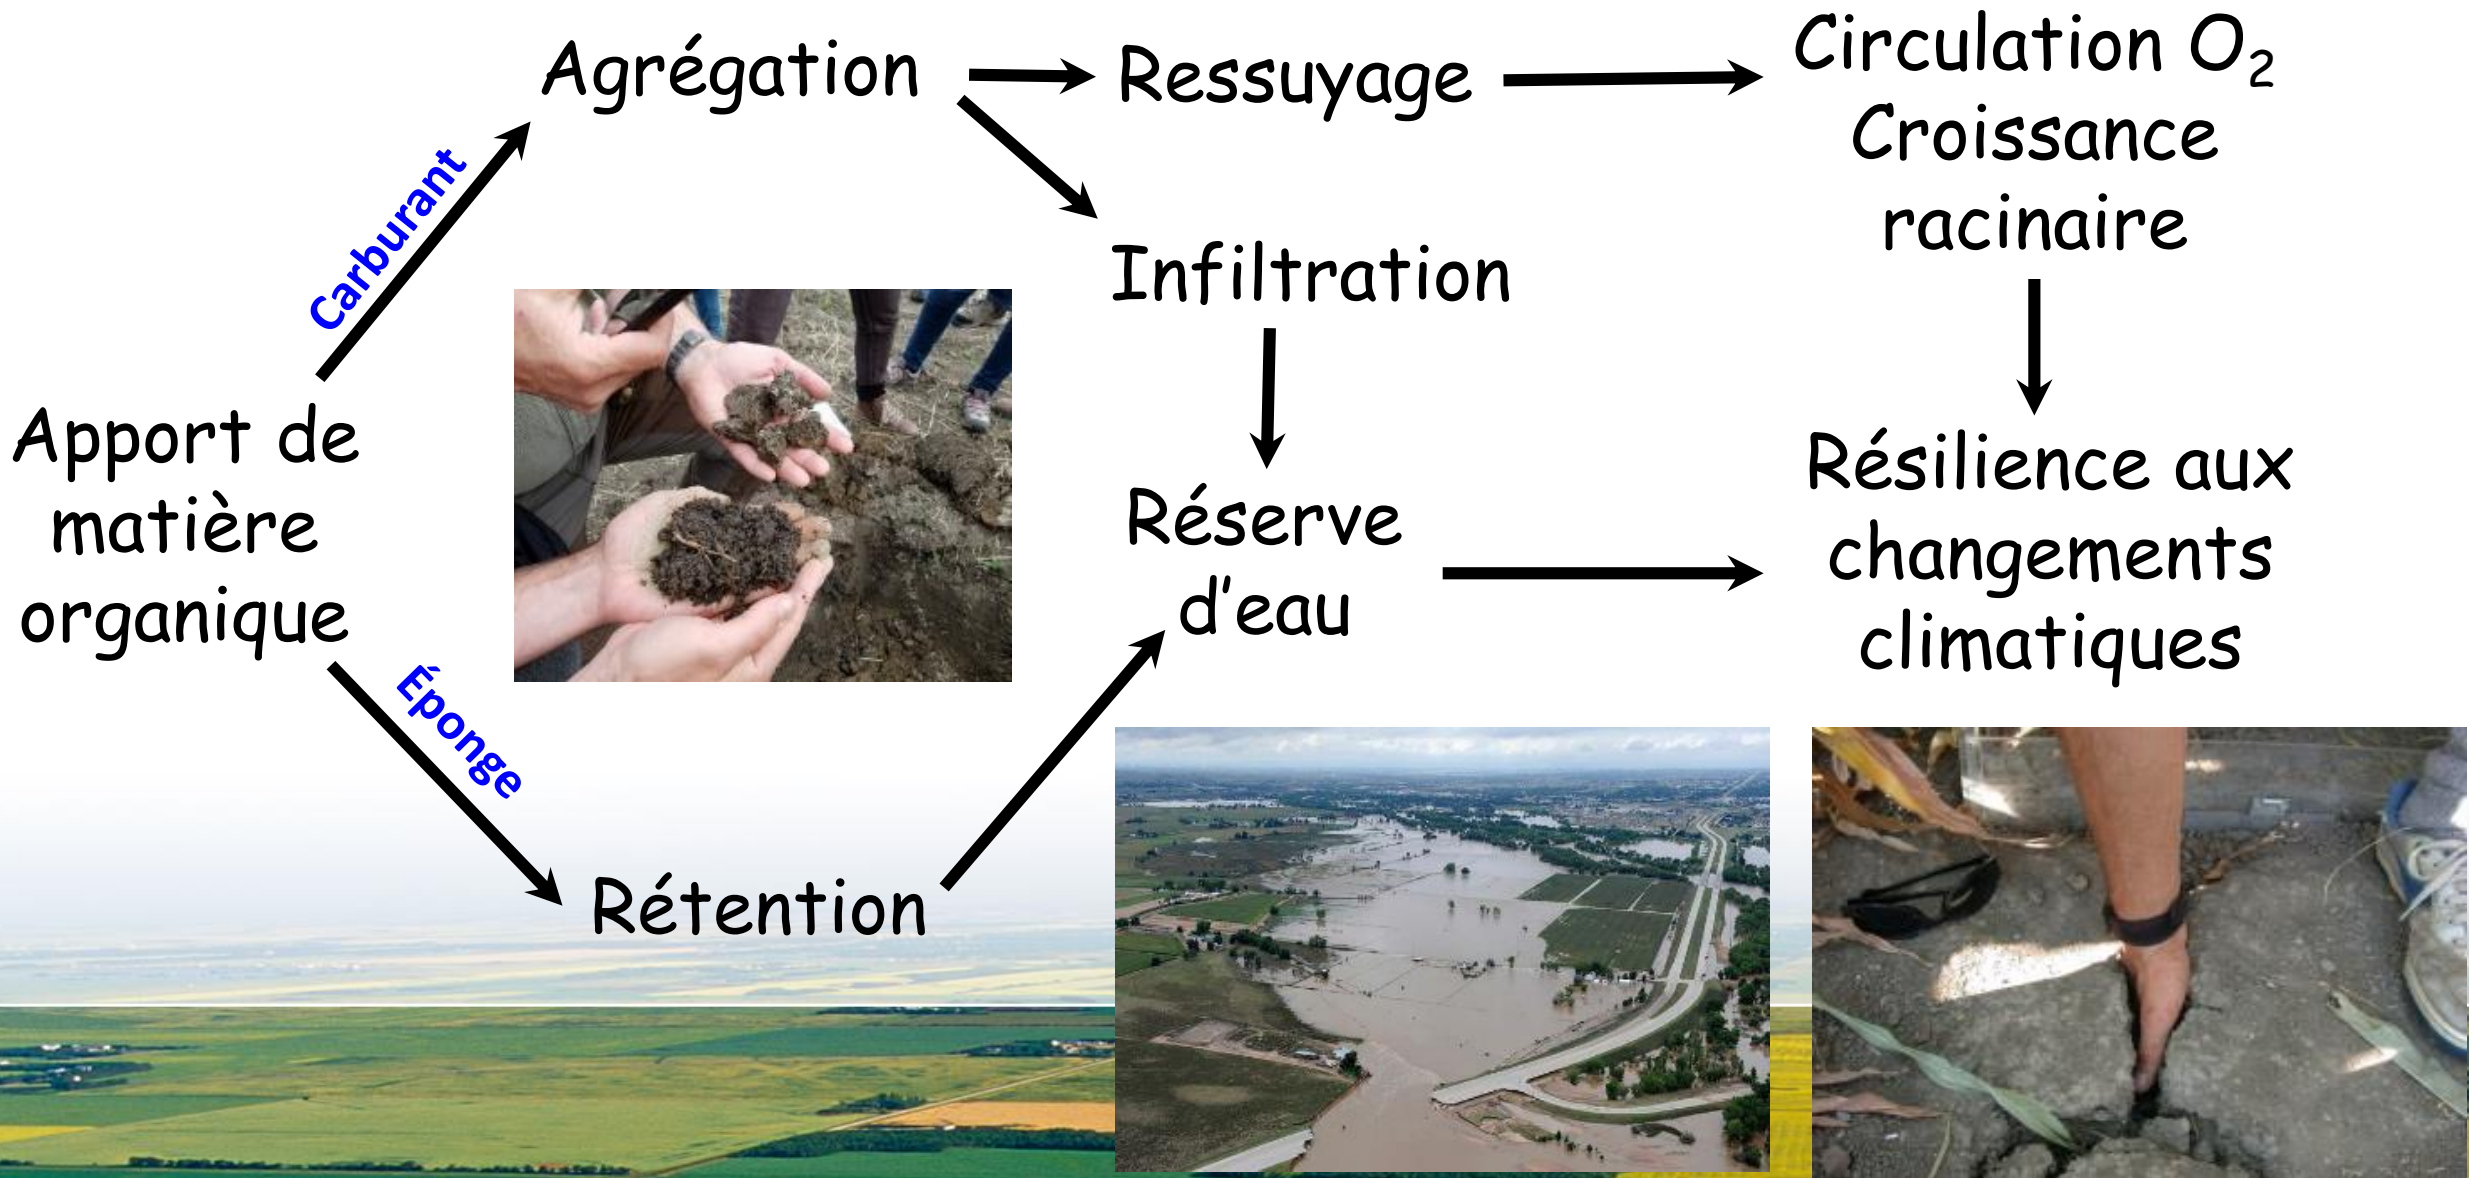 Agrégation
Ressuyage
Circulation O₂
Croissance
racinaire
Carburant
Infiltration
Apport de
matière
organique
Réserve
d'eau
Résilience aux
changements
climatiques
Éponge
Rétention